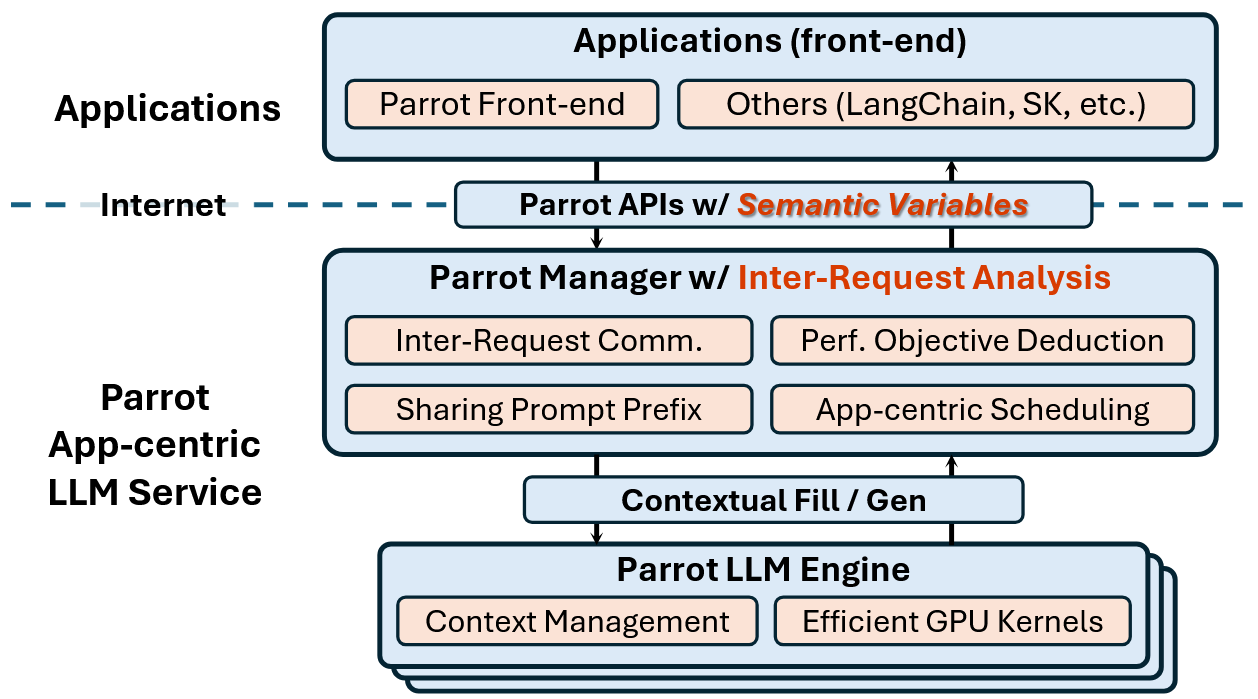 Applications (front-end)
Parrot Front-end
Others (LangChain, SK, etc.)
Applications
Internet
Parrot APIs w/ Semantic Variables
Parrot Manager w/ Inter-Request Analysis
Inter-Request Comm.
Perf. Objective Deduction
Sharing Prompt Prefix
App-centric Scheduling
Parrot
App-centric
LLM Service
Contextual Fill / Gen
Parrot LLM Engine
Context Management
Efficient GPU Kernels